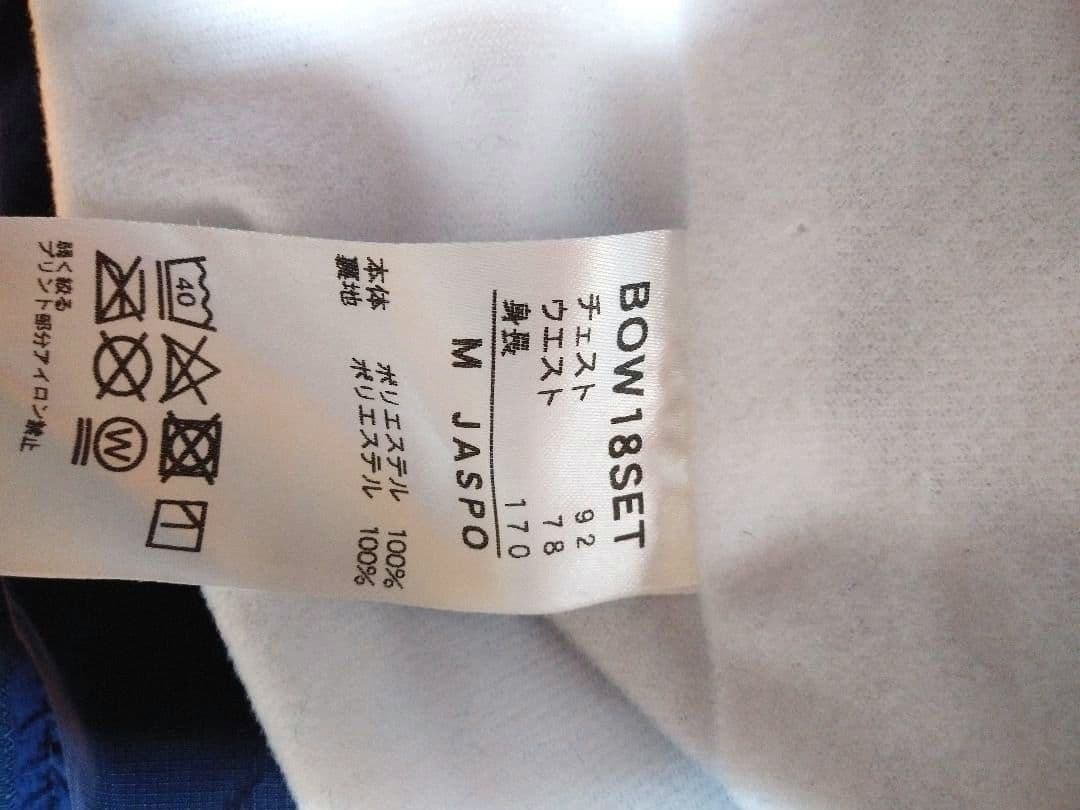 BOW18SET
チェスト 92
ウエスト 78
身長 170
M JASPO
本体 ポリエステル 100%
裏地 ポリエステル 100%
40
W
弱く絞る
プリント部分アイロン禁止